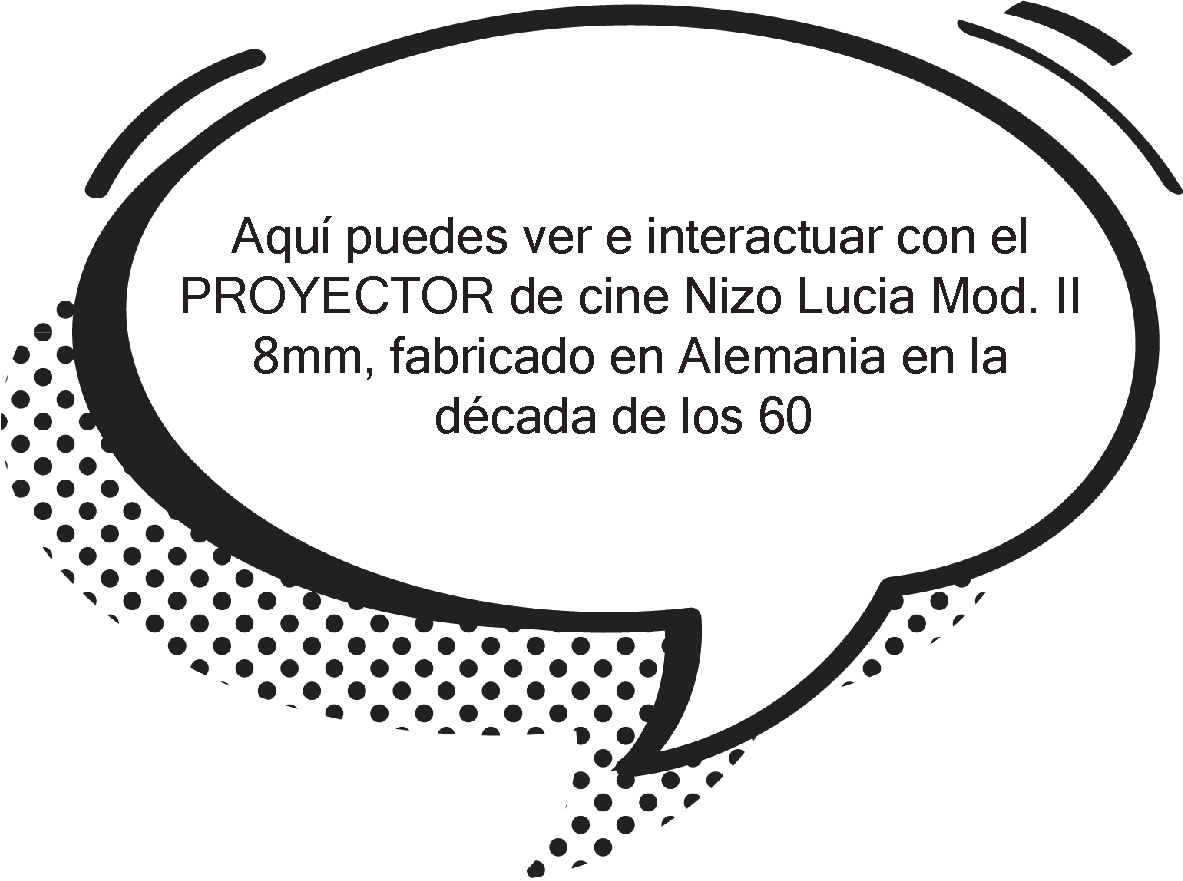 Aquí puedes ver e interactuar con el
PROYECTOR de cine Nizo Lucia Mod. II
8mm, fabricado en Alemania en la
década de los 60